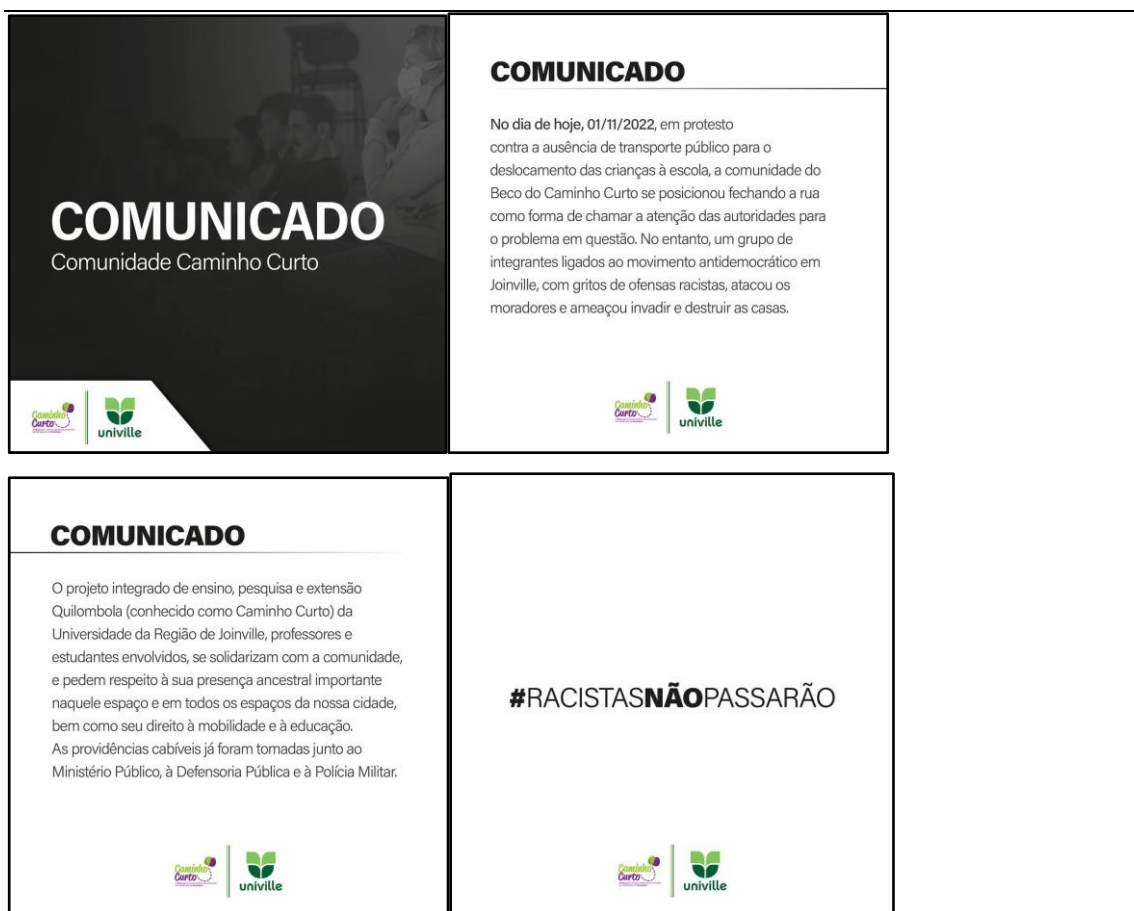 COMUNICADO
Comunidade Caminho Curto
Caminho
Curto
univille
COMUNICADO
No dia de hoje, 01/11/2022, em protesto
contra a ausência de transporte público para o
deslocamento das crianças à escola, a comunidade do
Beco do Caminho Curto se posicionou fechando a rua
como forma de chamar a atenção das autoridades para
o problema em questão. No entanto, um grupo de
integrantes ligados ao movimento antidemocrático em
Joinville, com gritos de ofensas racistas, atacou os
moradores e ameaçou invadir e destruir as casas.
Caminho
Curto
univille
COMUNICADO
O projeto integrado de ensino, pesquisa e extensão
Quilombola (conhecido como Caminho Curto) da
Universidade da Região de Joinville, professores e
estudantes envolvidos, se solidarizam com a comunidade,
e pedem respeito à sua presença ancestral importante
naquele espaço e em todos os espaços da nossa cidade,
bem como seu direito à mobilidade e à educação.
As providências cabíveis já foram tomadas junto ao
Ministério Público, à Defensoria Pública e à Polícia Militar.
Caminho
Curto
univille
#RACISTASNÃOPASSARÃO
Caminho
Curto
univille